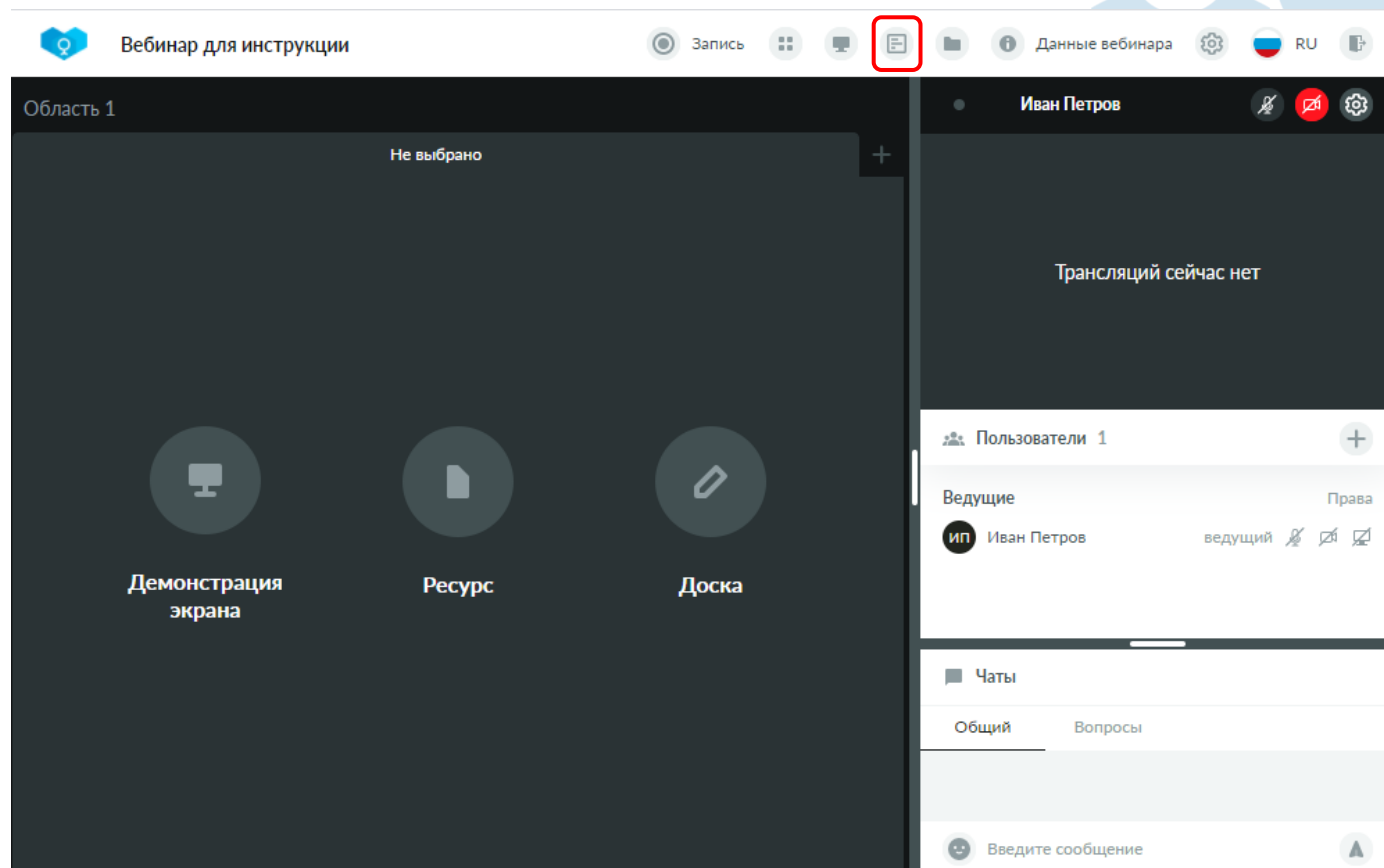 Вебинар для инструкции
Запись
Данные вебинара
RU
Область 1
Не выбрано
Демонстрация
экрана
Ресурс
Доска
Иван Петров
Трансляций сейчас нет
Пользователи 1
Ведущие
Права
ИП
Иван Петров
ведущий
Чаты
Общий
Вопросы
Введите сообщение